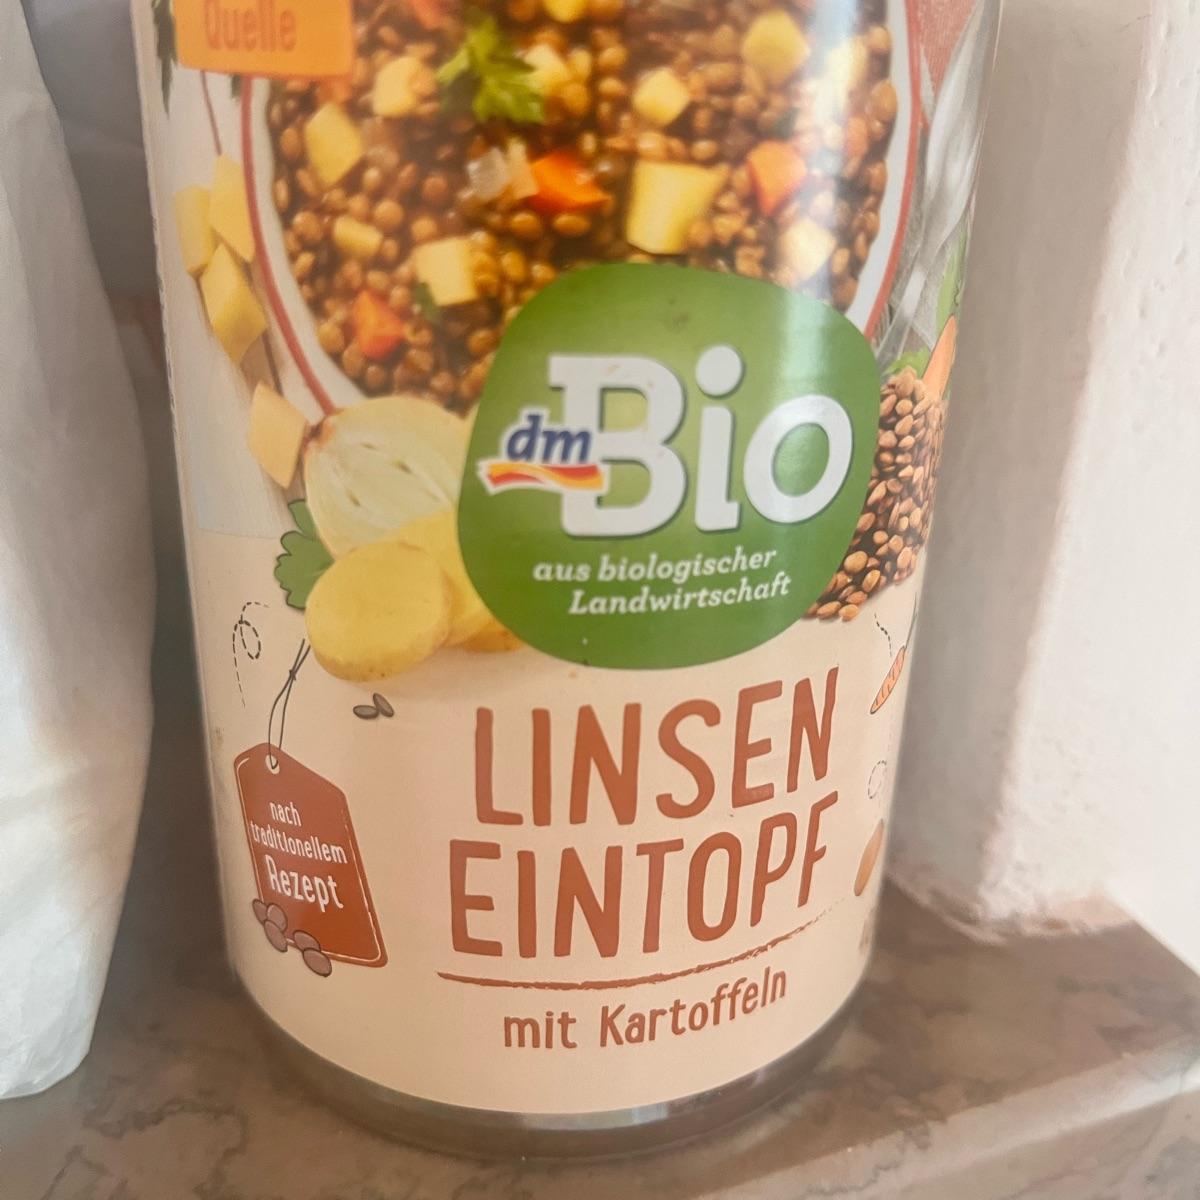 Quelle
dm Bio
aus biologischer
Landwirtschaft
LINSEN
EINTOPF
mit Kartoffeln
nach
traditionellem
Rezept